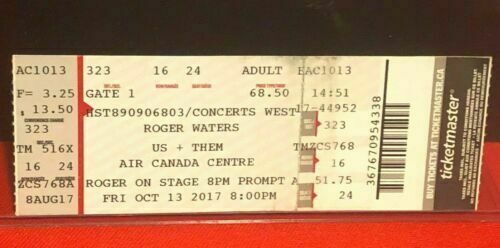 AC1013 323 16 24 ADULT EAC1013
F= 3.25 GATE 1 68.50 14:51
$ 13.50 HST890906803/CONCERTS WEST 17-44952
CONVENIENCE CHARGE
323 ROGER WATERS 323
TM 516X US + THEM TMZCS768
16 24 AIR CANADA CENTRE 16
ZCS768A ROGER ON STAGE 8PM PROMPT A 51.75
8AUG17 FRI OCT 13 2017 8:00PM 24
367670954338
ticketmaster
BUY TICKETS AT TICKETMASTER.CA